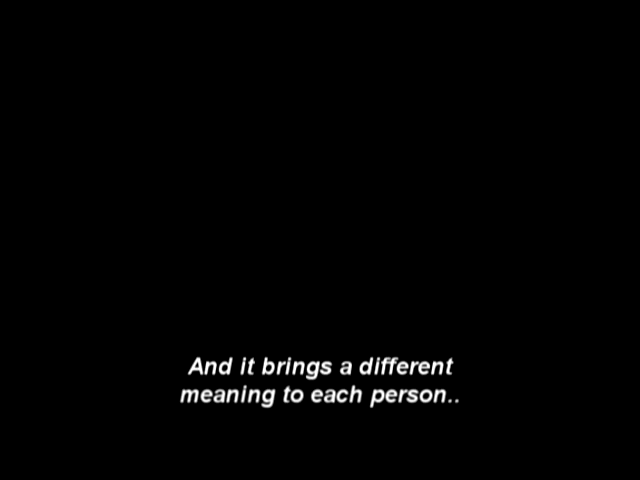 And it brings a different
meaning to each person..